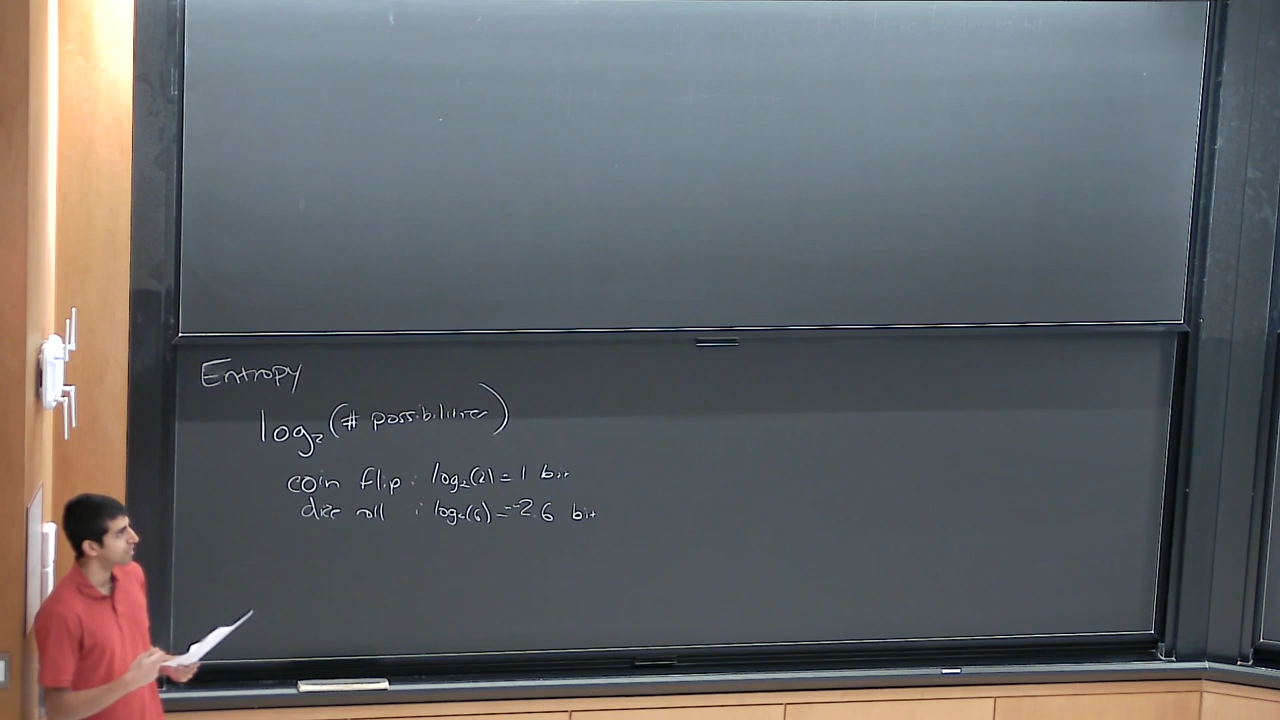 Entropy
log₂(# possibilities)
coin flip : log₂(2) = 1 bit
dice roll : log₂(6) = ~2.6 bit